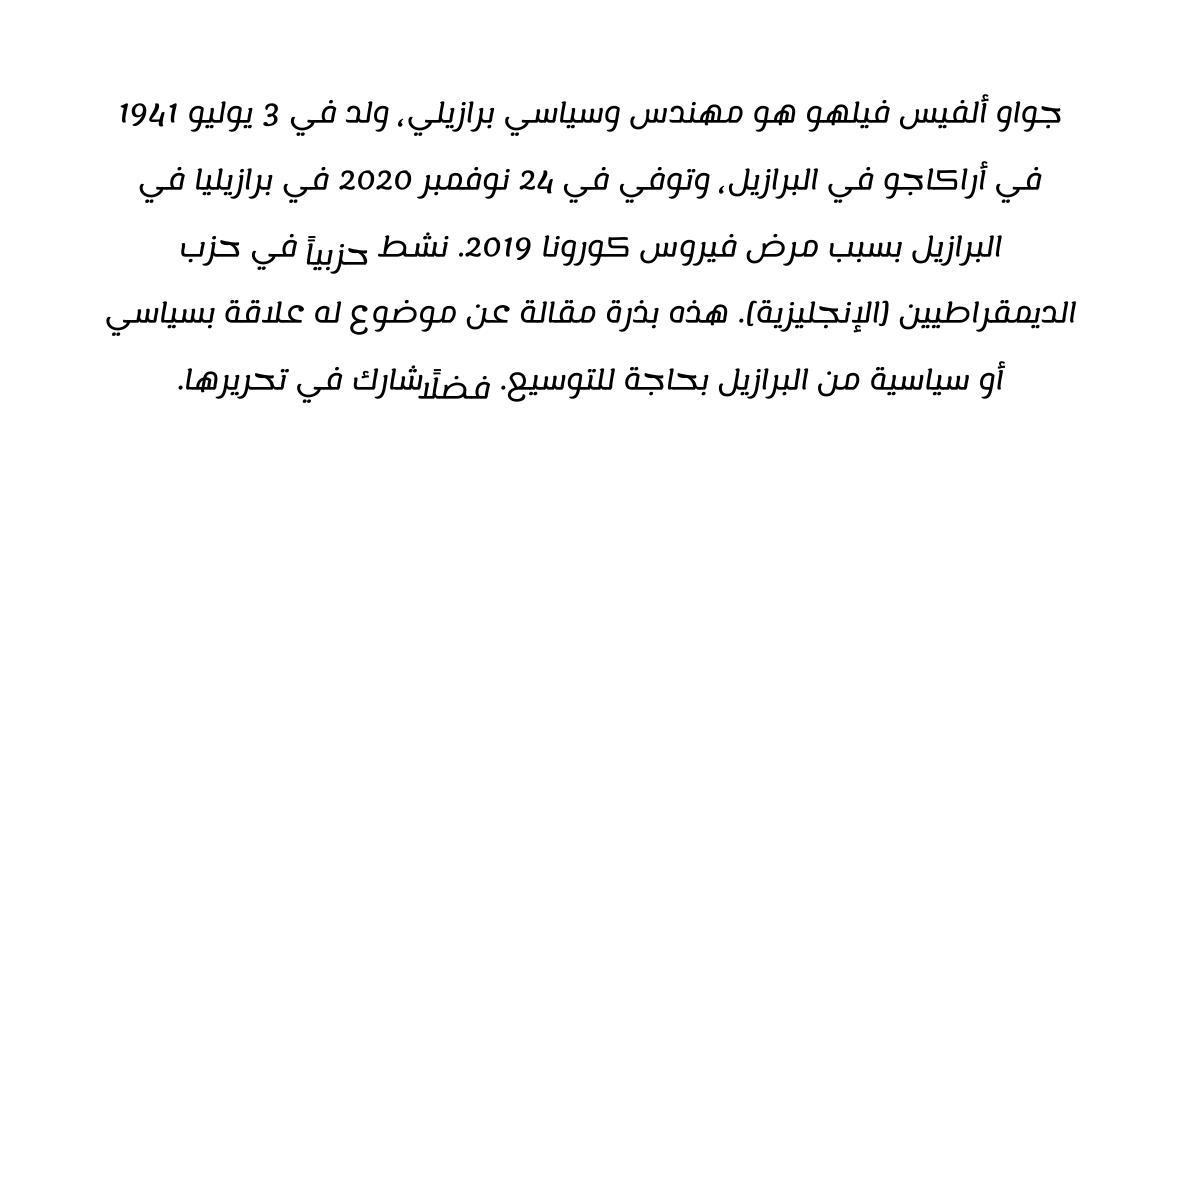 جواو ألفيس فيلهو هو مهندس وسياسي برازيلي، ولد في 3 يوليو 1941
في أراكاجو في البرازيل، وتوفي في 24 نوفمبر 2020 في برازيليا في
البرازيل بسبب مرض فيروس كورونا 2019. نشط حزبياً في حزب
الديمقراطيين (الإنجليزية). هذه بذرة مقالة عن موضوع له علاقة بسياسي
أو سياسية من البرازيل بحاجة للتوسيع. فضلًا شارك في تحريرها.